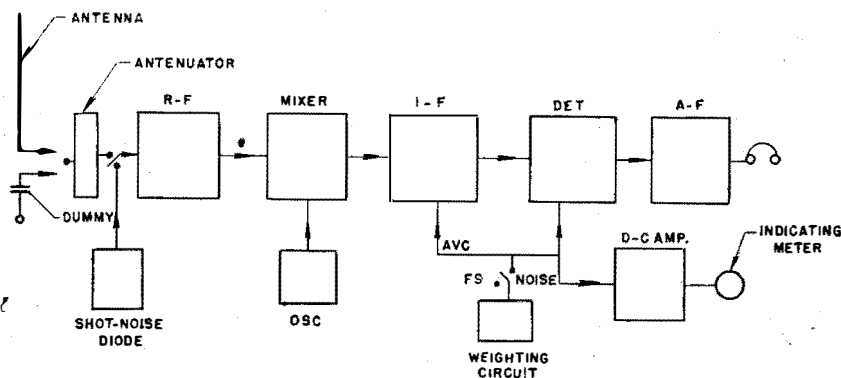 ANTENNA
ANTENUATOR
R-F
MIXER
I-F
DET
A-F
DUMMY
AVC
FS
NOISE
D-C AMP.
INDICATING
METER
SHOT-NOISE
DIODE
OSC
WEIGHTING
CIRCUIT